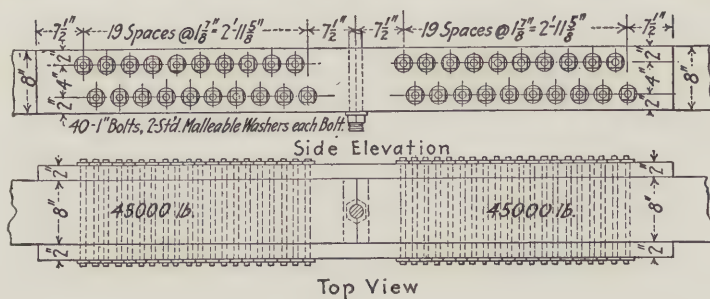 7½" 19 Spaces @ 1⅞" = 2'-11⅝" 7½" 7½" 19 Spaces @ 1⅞" = 2'-11⅝" 7½"
8" 2" 4" 2" 2" 4" 2" 8"
40-1" Bolts, 2-Std. Malleable Washers each Bolt.
Side Elevation
2" 8" 2" 45000 lb. 45000 lb. 2" 8" 2"
Top View